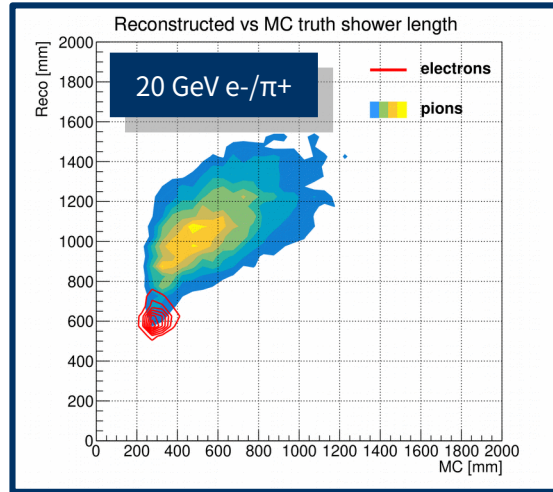 Reconstructed vs MC truth shower length
Reco [mm]
2000
1800
1600
1400
1200
1000
800
600
400
200
0
20 GeV e-/π+
electrons
pions
0 200 400 600 800 1000 1200 1400 1600 1800 2000
MC [mm]